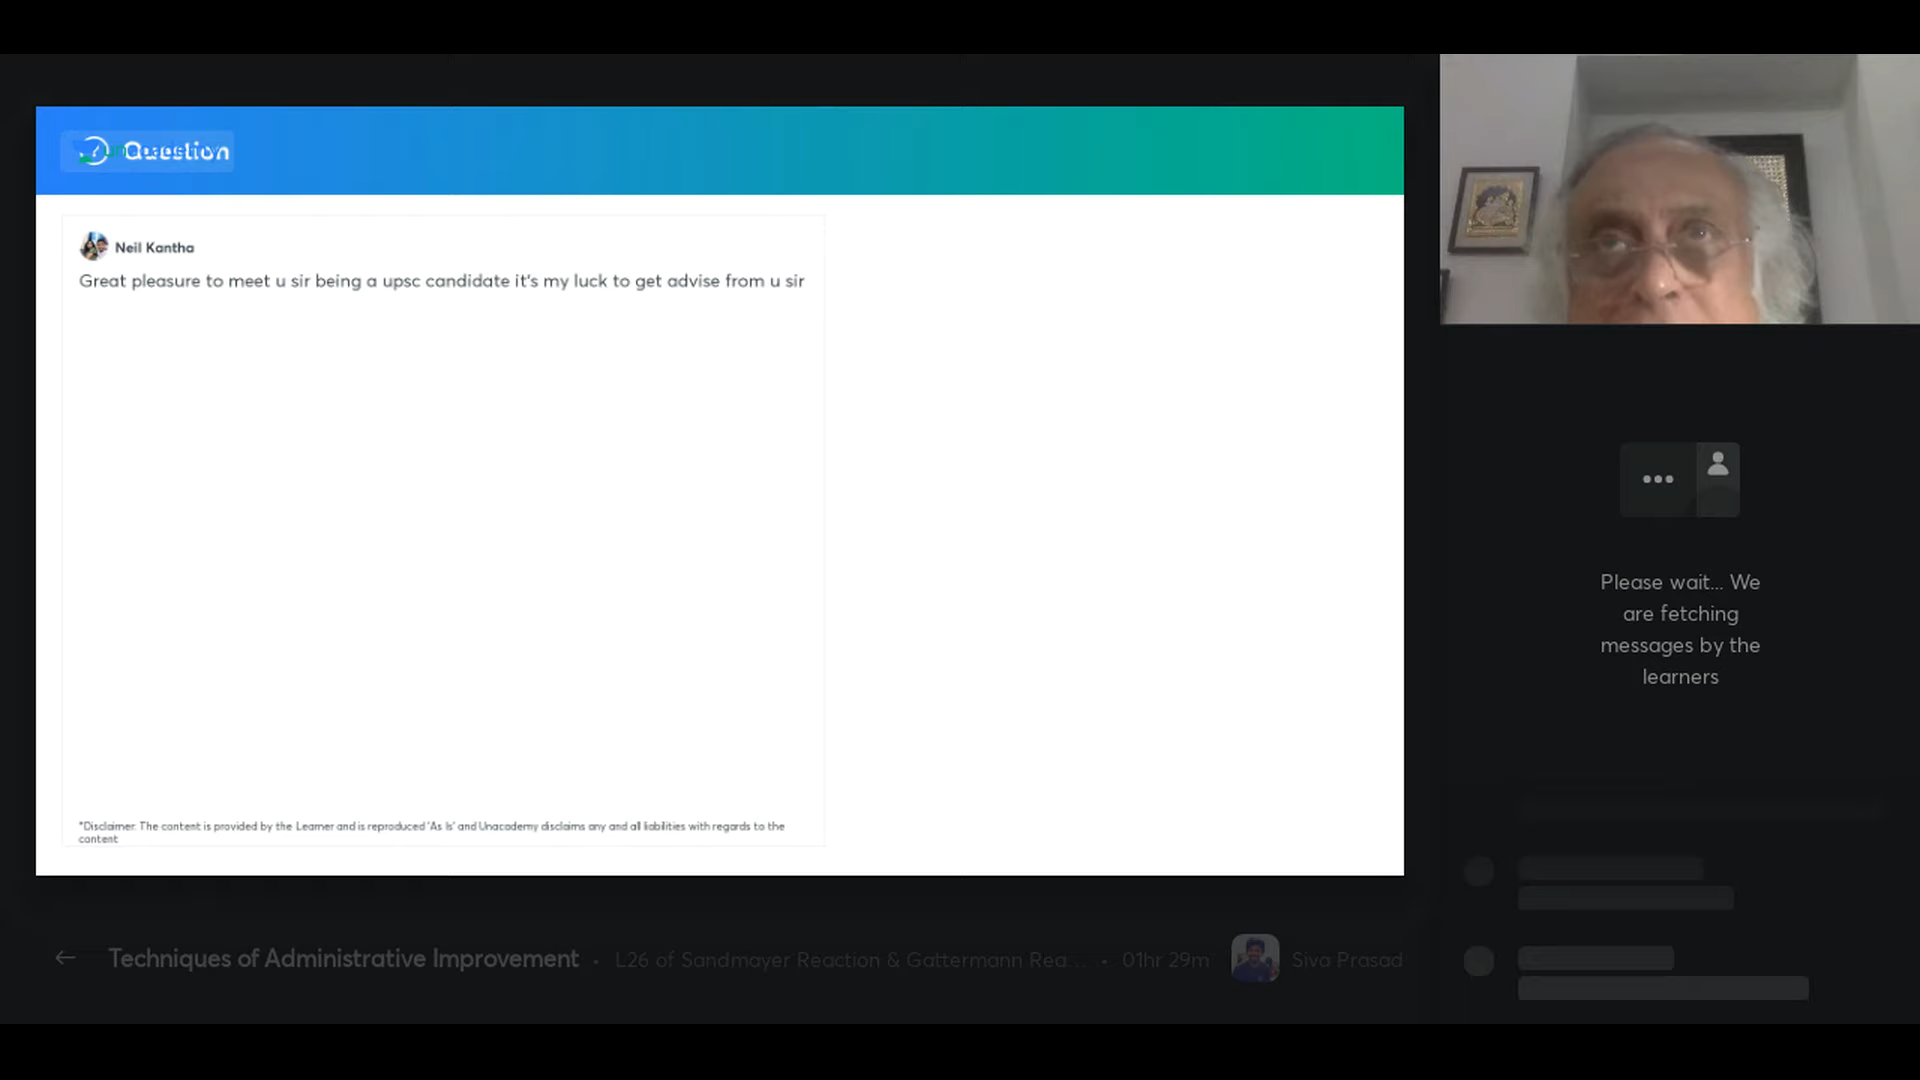 Question
Neil Kantha
Great pleasure to meet u sir being a upsc candidate it's my luck to get advise from u sir
*Disclaimer: The content is provided by the Learner and is reproduced 'As Is' and Unacademy disclaims any and all liabilities with regards to the
content
Please wait... We
are fetching
messages by the
learners
Techniques of Administrative Improvement • L26 of Sandmayer Reaction & Gattermann Rea... • 01hr 29m Siva Prasad